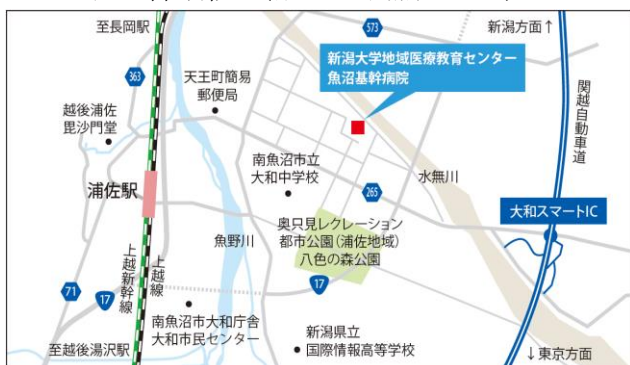 至長岡駅
573
新潟方面↑
新潟大学地域医療教育センター
魚沼基幹病院
363
天王町簡易
郵便局
関越自動車道
越後浦佐
毘沙門堂
南魚沼市立
大和中学校
水無川
浦佐駅
265
大和スマートIC
奥只見レクレーション
都市公園(浦佐地域)
八色の森公園
魚野川
上越新幹線
上越線
71
17
17
南魚沼市大和庁舎
大和市民センター
新潟県立
国際情報高等学校
至越後湯沢駅
↓東京方面